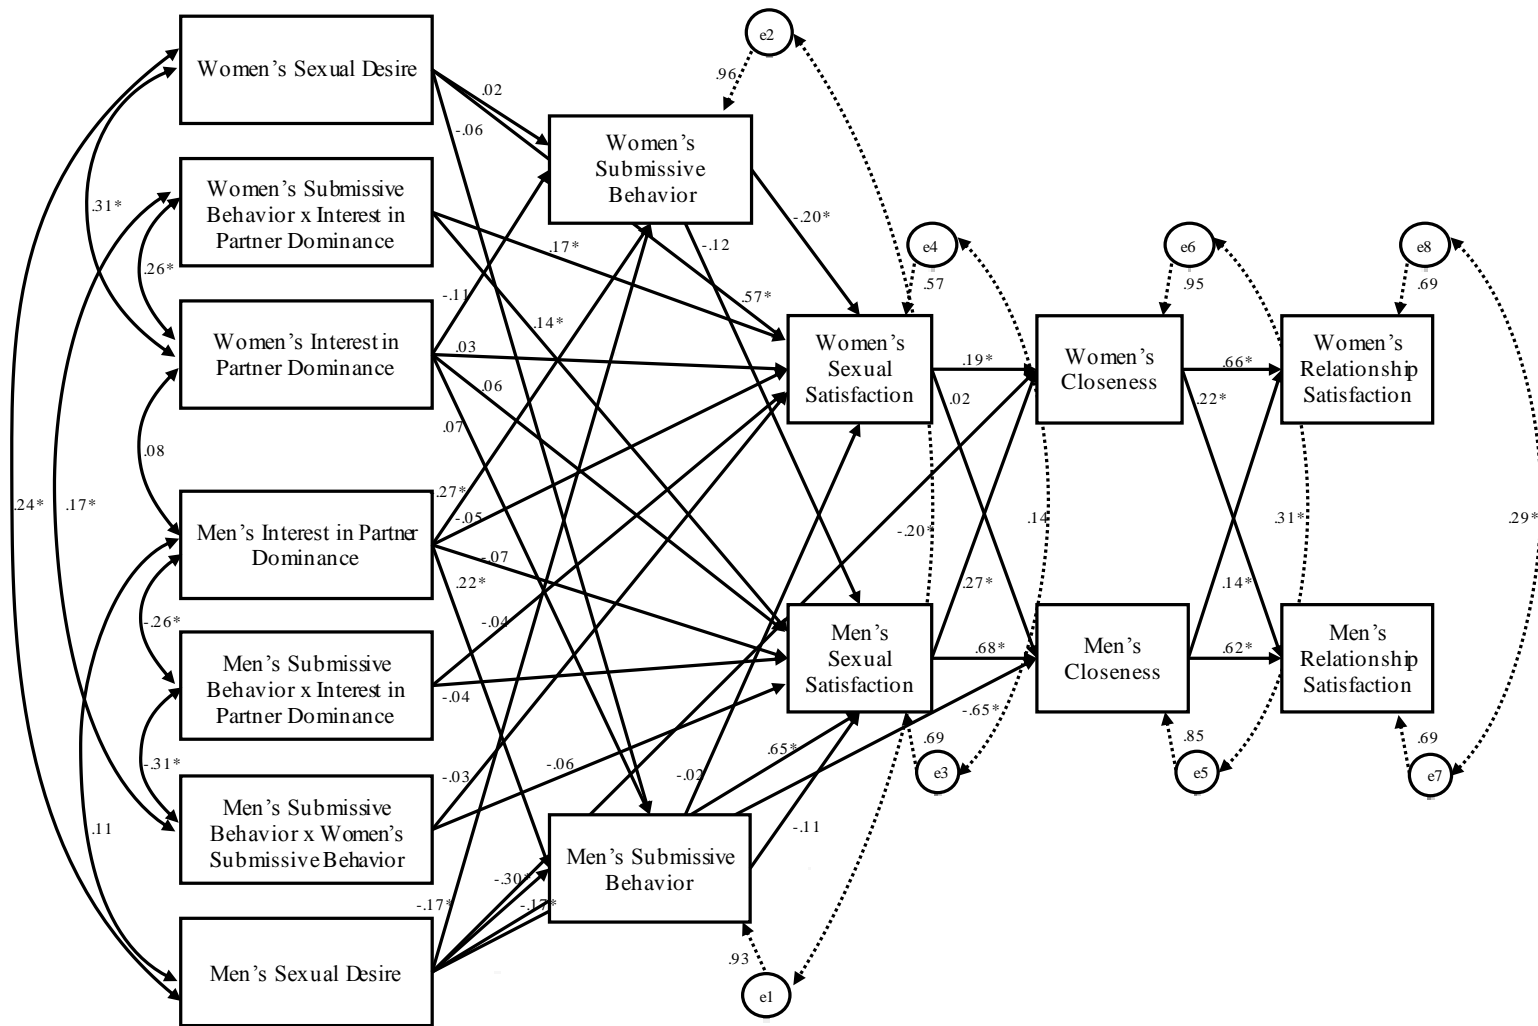 e2
Women's Sexual Desire
.96
.02
-.06
Women's
Submissive
Behavior
Women's Submissive
Behavior x Interest in
Partner Dominance
.31*
.26*
.17*
-.12
-.20*
e4
e6
e8
.57
.95
.69
.57*
-.11
.14*
Women's Interest in
Partner Dominance
.03
.06
.07
Women's
Sexual
Satisfaction
.19*
.02
Women's
Closeness
.66*
.22*
Women's
Relationship
Satisfaction
.08
.24*
.17*
Men's Interest in Partner
Dominance
.27*
-.05
-.07
.22*
-.20*
.14
.31*
.29*
.27*
.14*
-.26*
-.04
Men's Submissive
Behavior x Interest in
Partner Dominance
-.04
Men's
Sexual
Satisfaction
.68*
Men's
Closeness
.62*
Men's
Relationship
Satisfaction
-.31*
-.65*
.65*
.69
e3
.85
e5
.69
e7
-.06
-.03
-.02
Men's Submissive
Behavior x Women's
Submissive Behavior
.11
-.11
Men's Submissive
Behavior
-.30*
-.17*
-.17*
Men's Sexual Desire
.93
e1